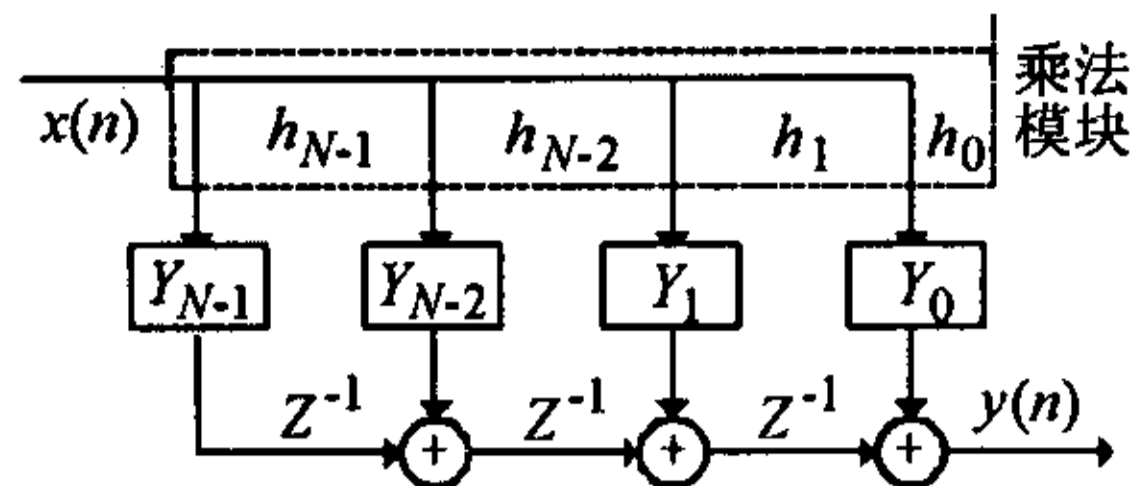 乘法
模块
x(n)
h_{N-1}
h_{N-2}
h_1
h_0
Y_{N-1}
Y_{N-2}
Y_1
Y_0
Z^{-1}
+
Z^{-1}
+
Z^{-1}
+
y(n)